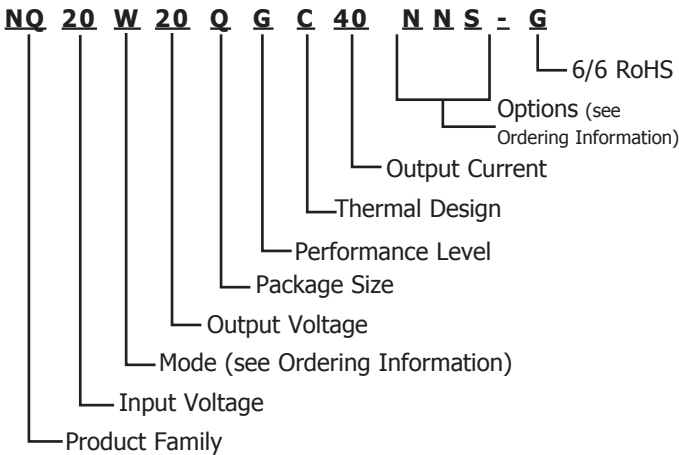 NQ 20 W 20 Q G C 40 N N S - G
6/6 RoHS
Options (see
Ordering Information)
Output Current
Thermal Design
Performance Level
Package Size
Output Voltage
Mode (see Ordering Information)
Input Voltage
Product Family